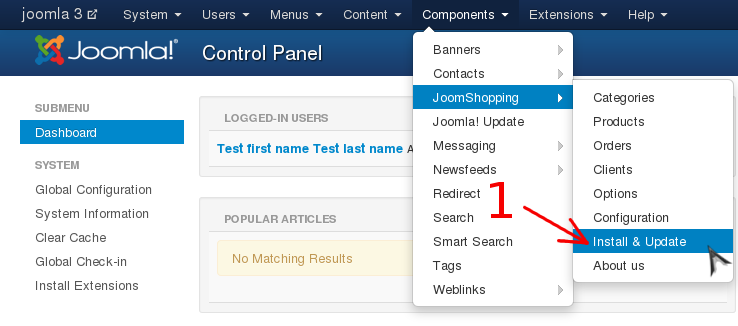 joomla 3 System Users Menus Content Components Extensions Help
Joomla! Control Panel
SUBMENU
Dashboard
SYSTEM
Global Configuration
System Information
Clear Cache
Global Check-in
Install Extensions
LOGGED-IN USERS
Test first name Test last name A
POPULAR ARTICLES
No Matching Results
Banners
Contacts
JoomShopping
Joomla! Update
Messaging
Newsfeeds
Redirect
Search
Smart Search
Tags
Weblinks
1
Categories
Products
Orders
Clients
Options
Configuration
Install & Update
About us